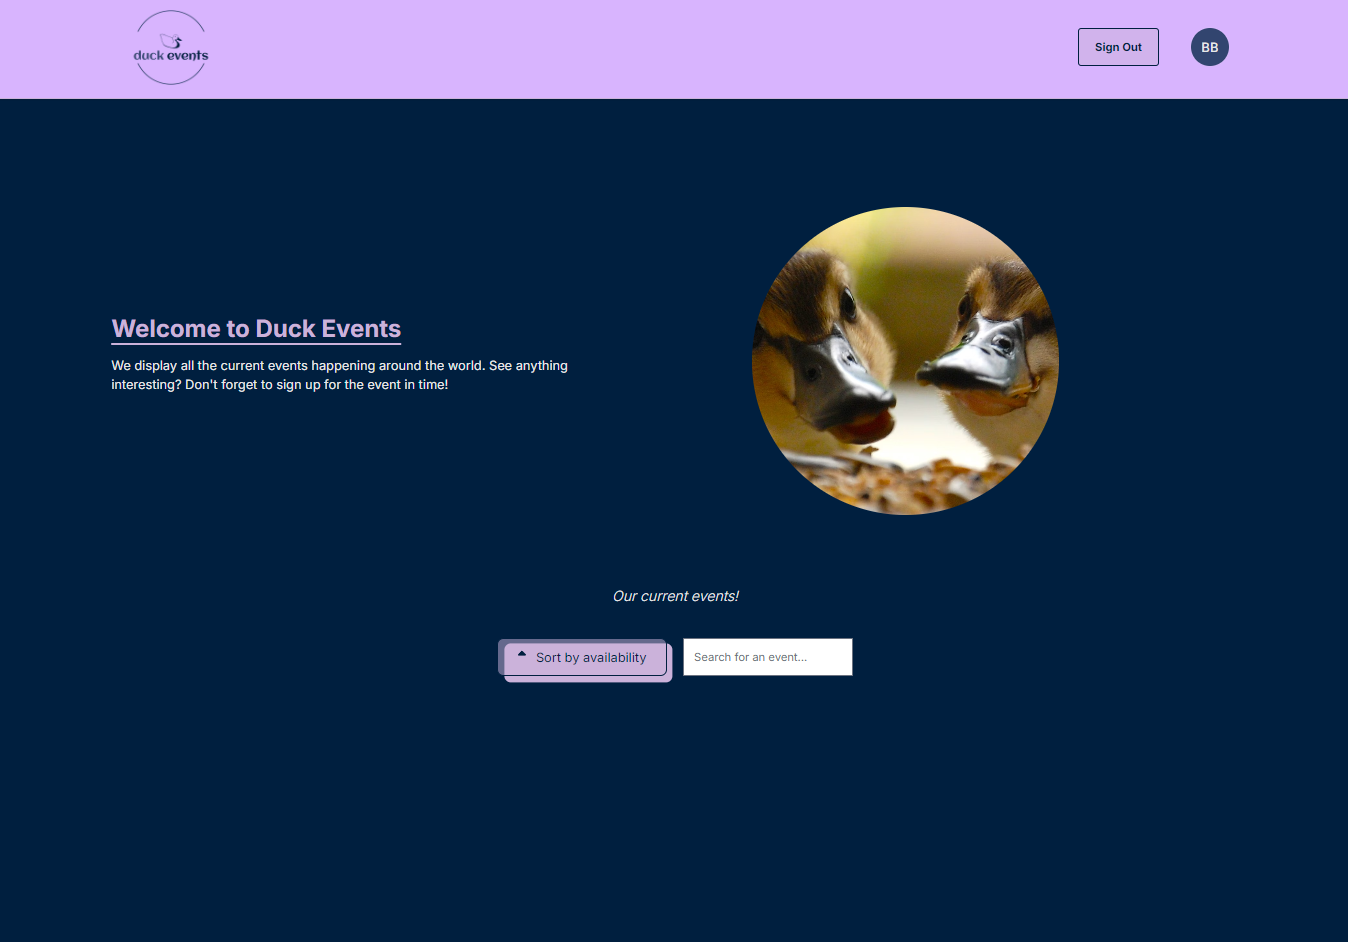 duck events
Sign Out
BB
Welcome to Duck Events
We display all the current events happening around the world. See anything
interesting? Don't forget to sign up for the event in time!
Our current events!
Sort by availability
Search for an event...